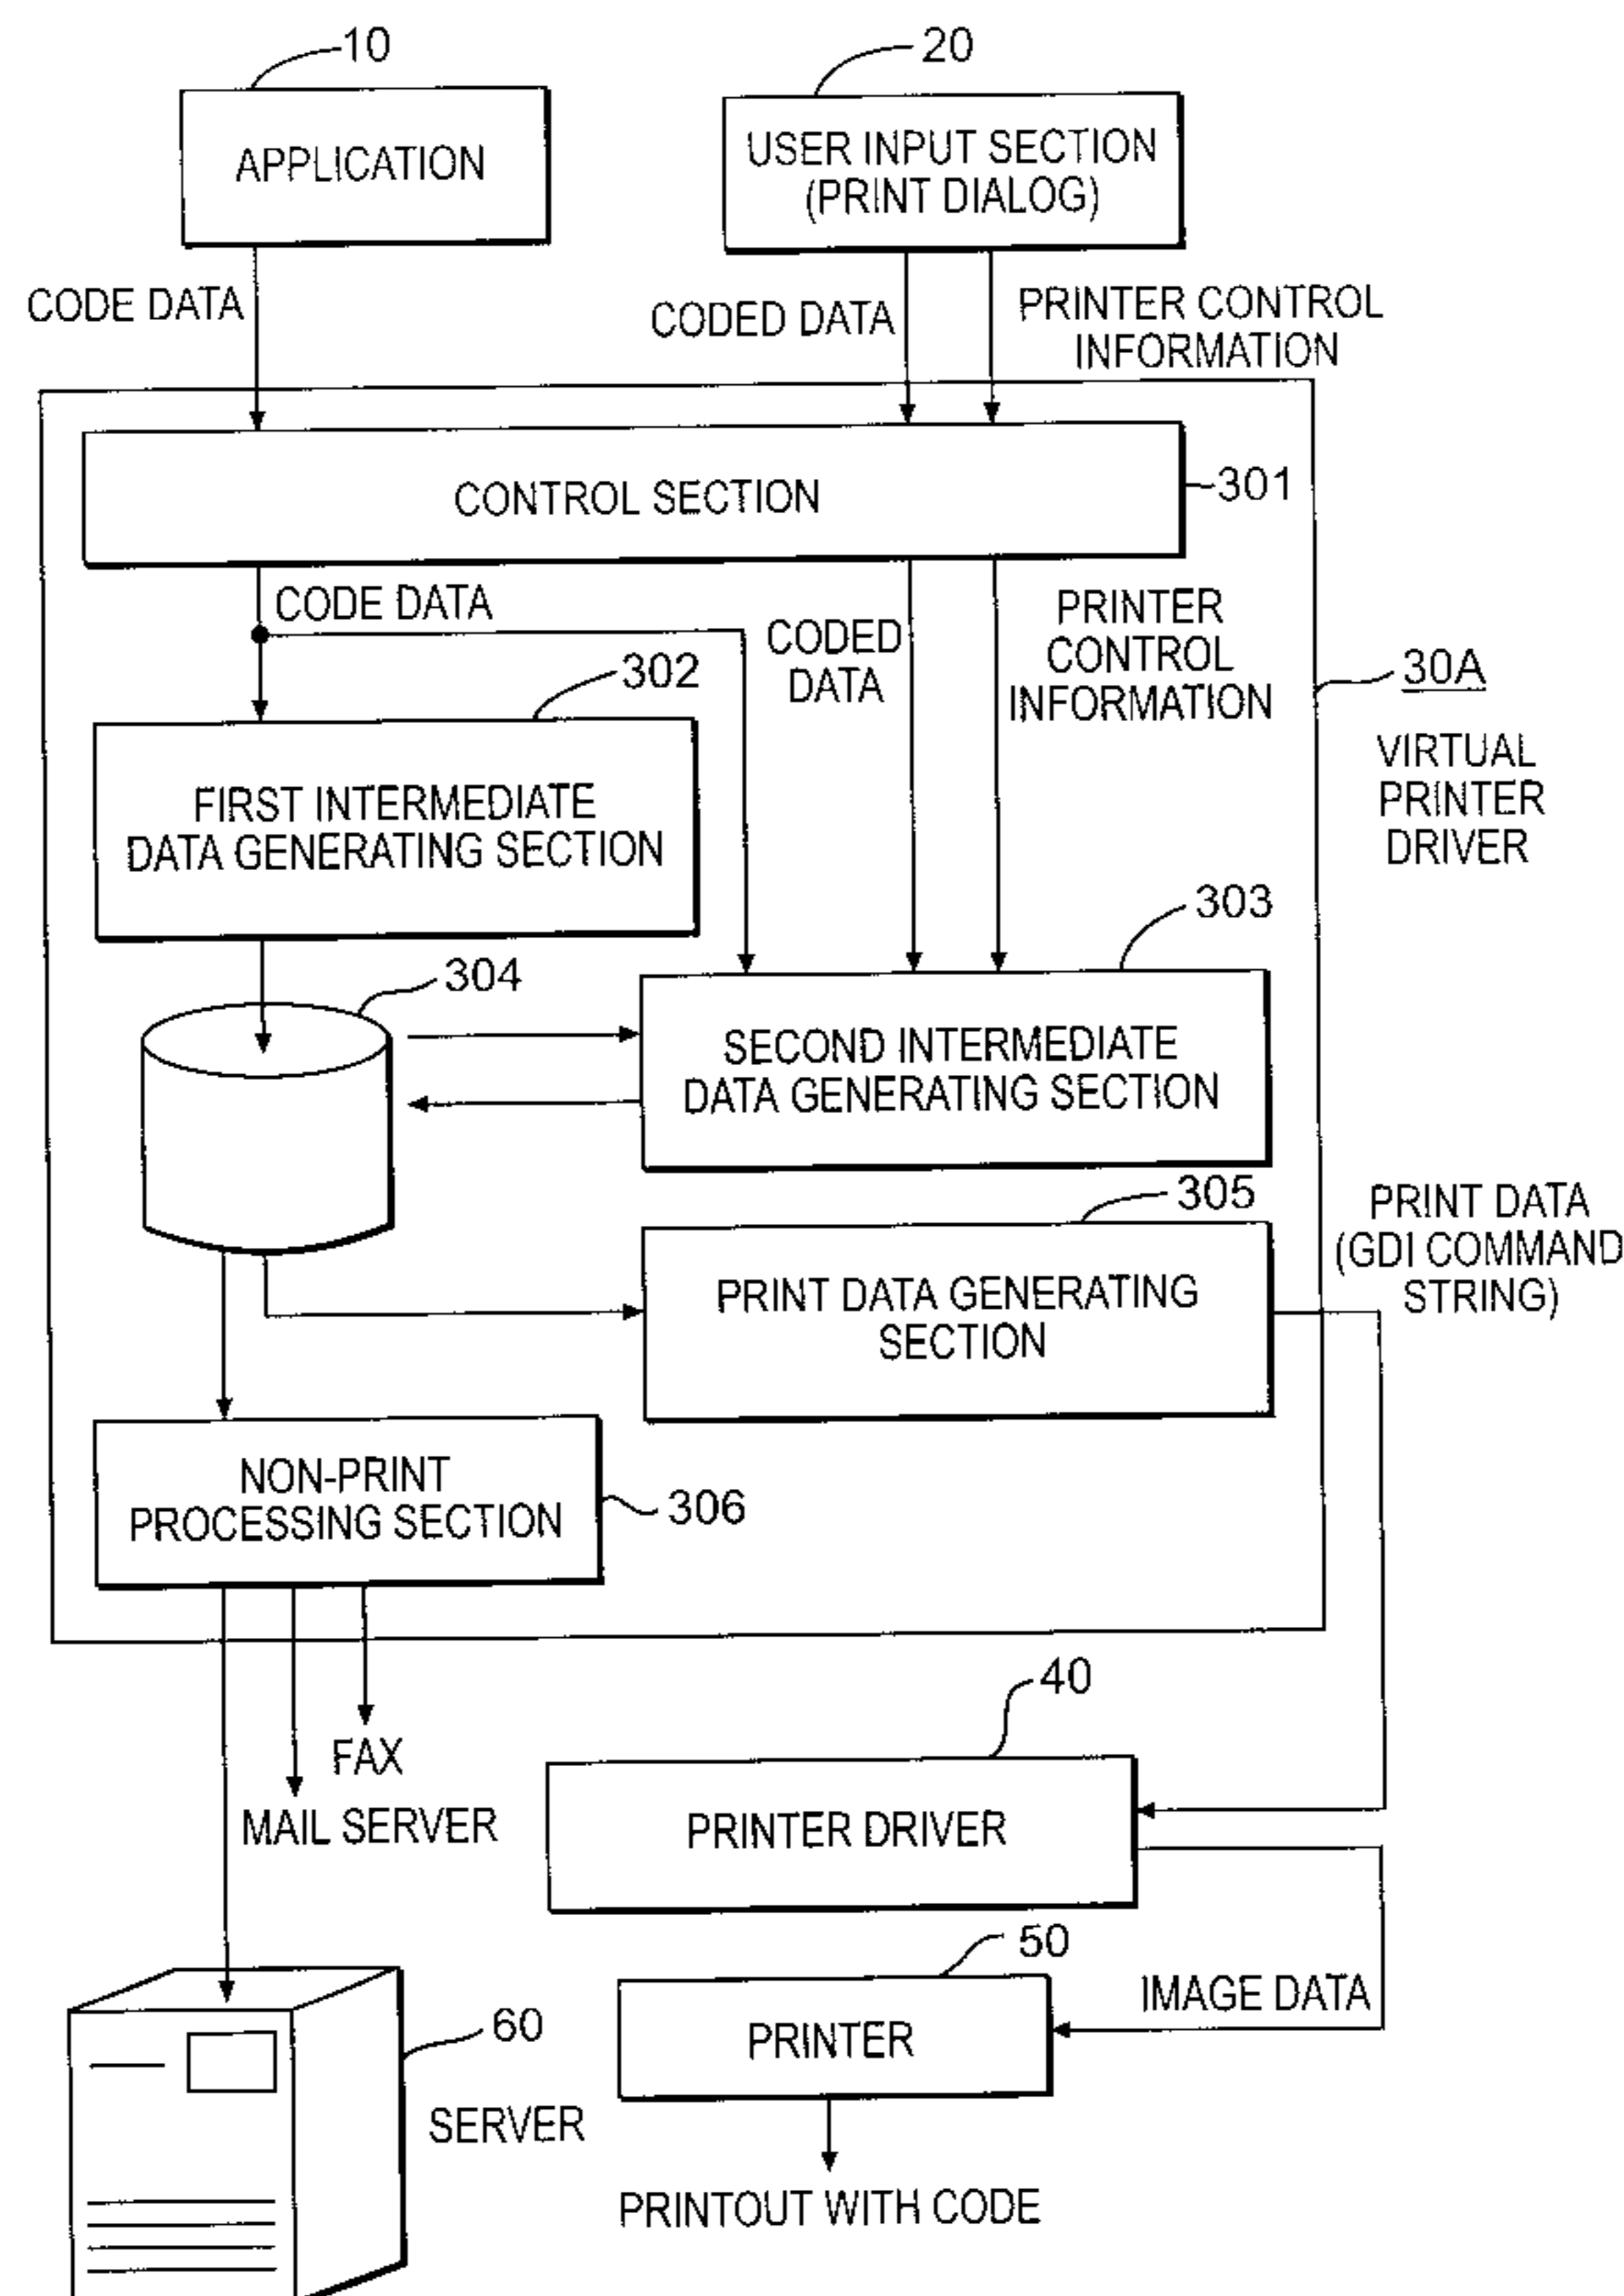 10
20
APPLICATION
USER INPUT SECTION
(PRINT DIALOG)
CODE DATA
CODED DATA
PRINTER CONTROL
INFORMATION
CONTROL SECTION
301
CODE DATA
CODED
DATA
PRINTER
CONTROL
INFORMATION
302
30A
VIRTUAL
PRINTER
DRIVER
FIRST INTERMEDIATE
DATA GENERATING SECTION
303
304
SECOND INTERMEDIATE
DATA GENERATING SECTION
305
PRINT DATA
(GDI COMMAND
STRING)
PRINT DATA GENERATING
SECTION
NON-PRINT
PROCESSING SECTION
306
40
FAX
MAIL SERVER
PRINTER DRIVER
50
IMAGE DATA
PRINTER
60
SERVER
PRINTOUT WITH CODE